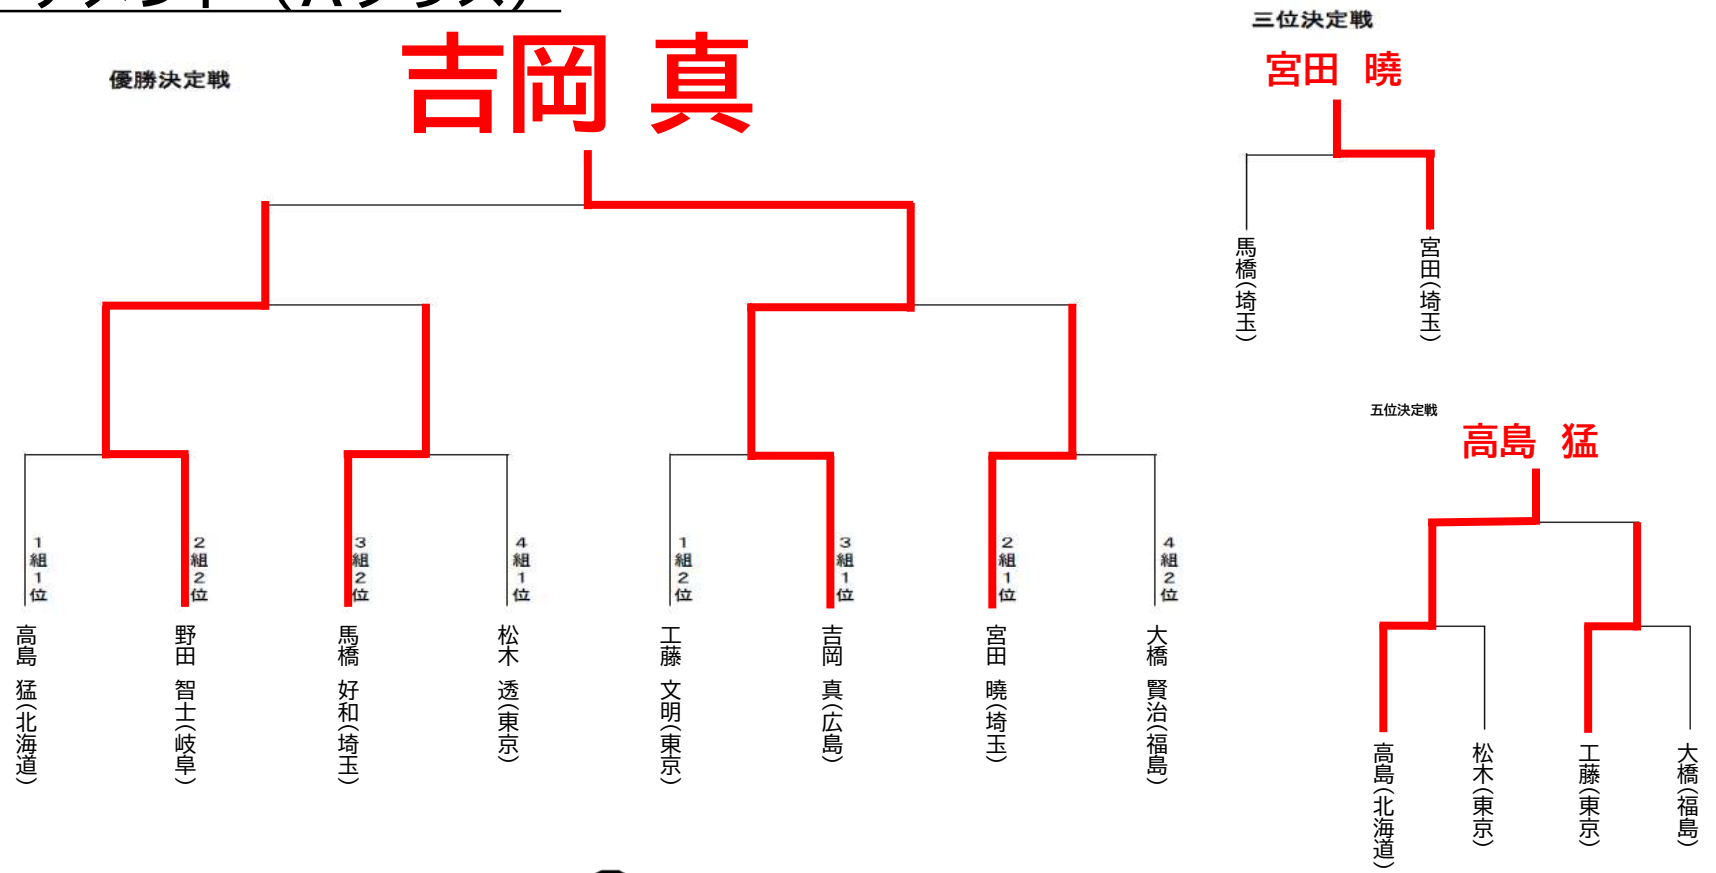 (Aクラス)
優勝決定戦
吉岡 真
1組1位
2組2位
3組2位
4組1位
1組2位
3組1位
2組1位
4組2位
高島 猛(北海道)
野田 智士(岐阜)
馬橋 好和(埼玉)
松木 透(東京)
工藤 文明(東京)
吉岡 真(広島)
宮田 曉(埼玉)
大橋 賢治(福島)
三位決定戦
宮田 曉
馬橋(埼玉)
宮田(埼玉)
五位決定戦
高島 猛
高島(北海道)
松木(東京)
工藤(東京)
大橋(福島)